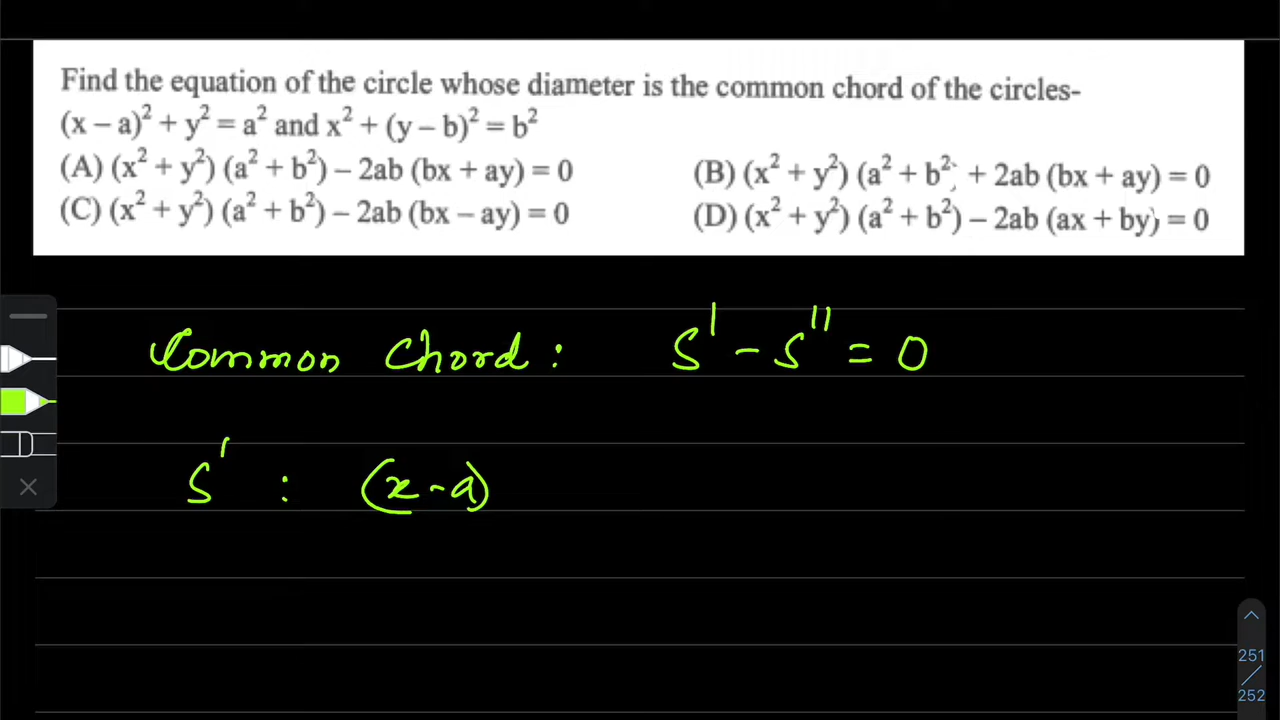 Find the equation of the circle whose diameter is the common chord of the circles-
(x – a)² + y² = a² and x² + (y – b)² = b²
(A) (x² + y²) (a² + b²) – 2ab (bx + ay) = 0
(B) (x² + y²) (a² + b²) + 2ab (bx + ay) = 0
(C) (x² + y²) (a² + b²) – 2ab (bx – ay) = 0
(D) (x² + y²) (a² + b²) – 2ab (ax + by) = 0
Common Chord : S' - S'' = 0
S' : (x - a)
251
252